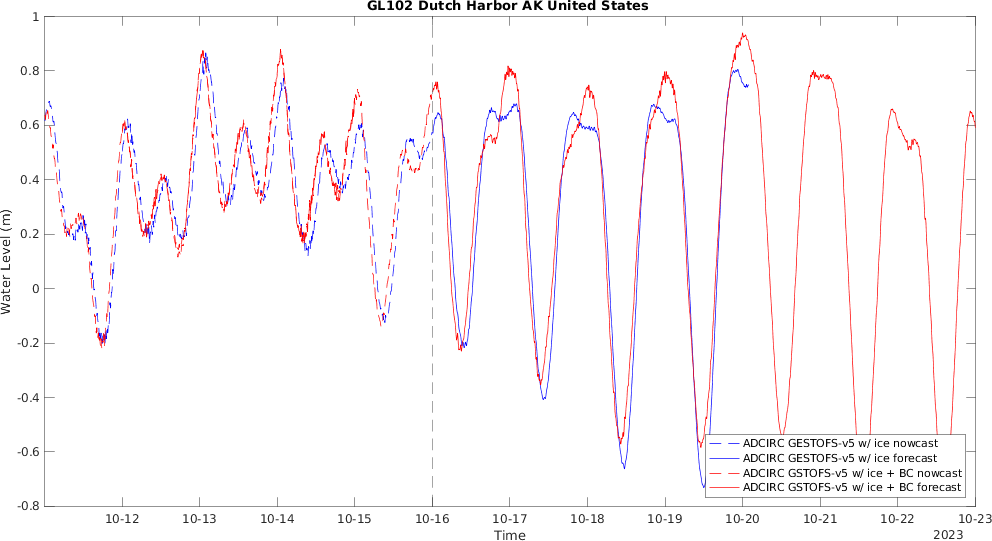 GL102 Dutch Harbor AK United States
1
0.8
0.6
0.4
0.2
0
-0.2
-0.4
-0.6
-0.8
Water Level (m)
ADCIRC GESTOFS-v5 w/ ice nowcast
ADCIRC GESTOFS-v5 w/ ice forecast
ADCIRC GSTOFS-v5 w/ ice + BC nowcast
ADCIRC GSTOFS-v5 w/ ice + BC forecast
10-12 10-13 10-14 10-15 10-16 10-17 10-18 10-19 10-20 10-21 10-22 10-23
Time
2023